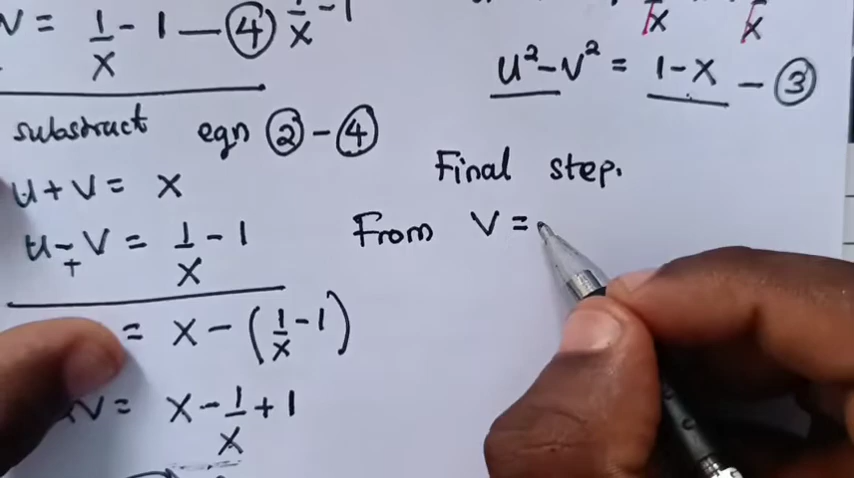 V = 1/x - 1 — ④ 1/x - 1
substract eqn ② - ④
u + v = x
u - v = 1/x - 1
+
= x - (1/x - 1)
v = x - 1/x + 1
x x
u² - v² = 1 - x - ③
Final step.
From V =